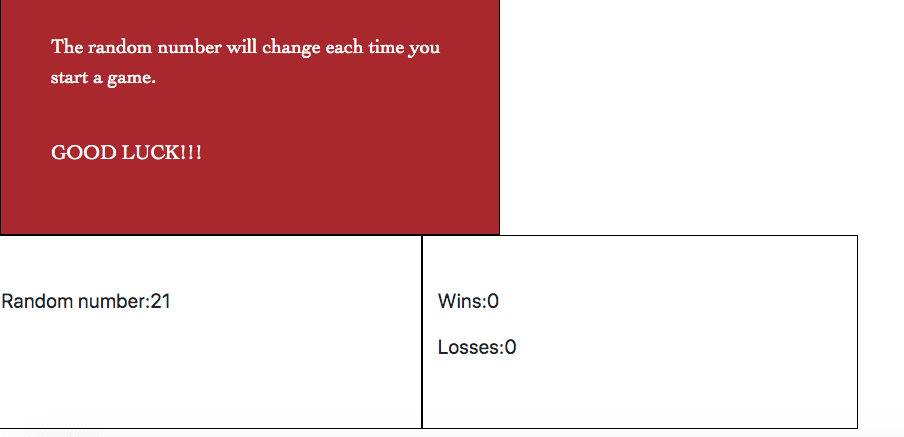 The random number will change each time you
start a game.
GOOD LUCK!!!
Random number:21
Wins:0
Losses:0